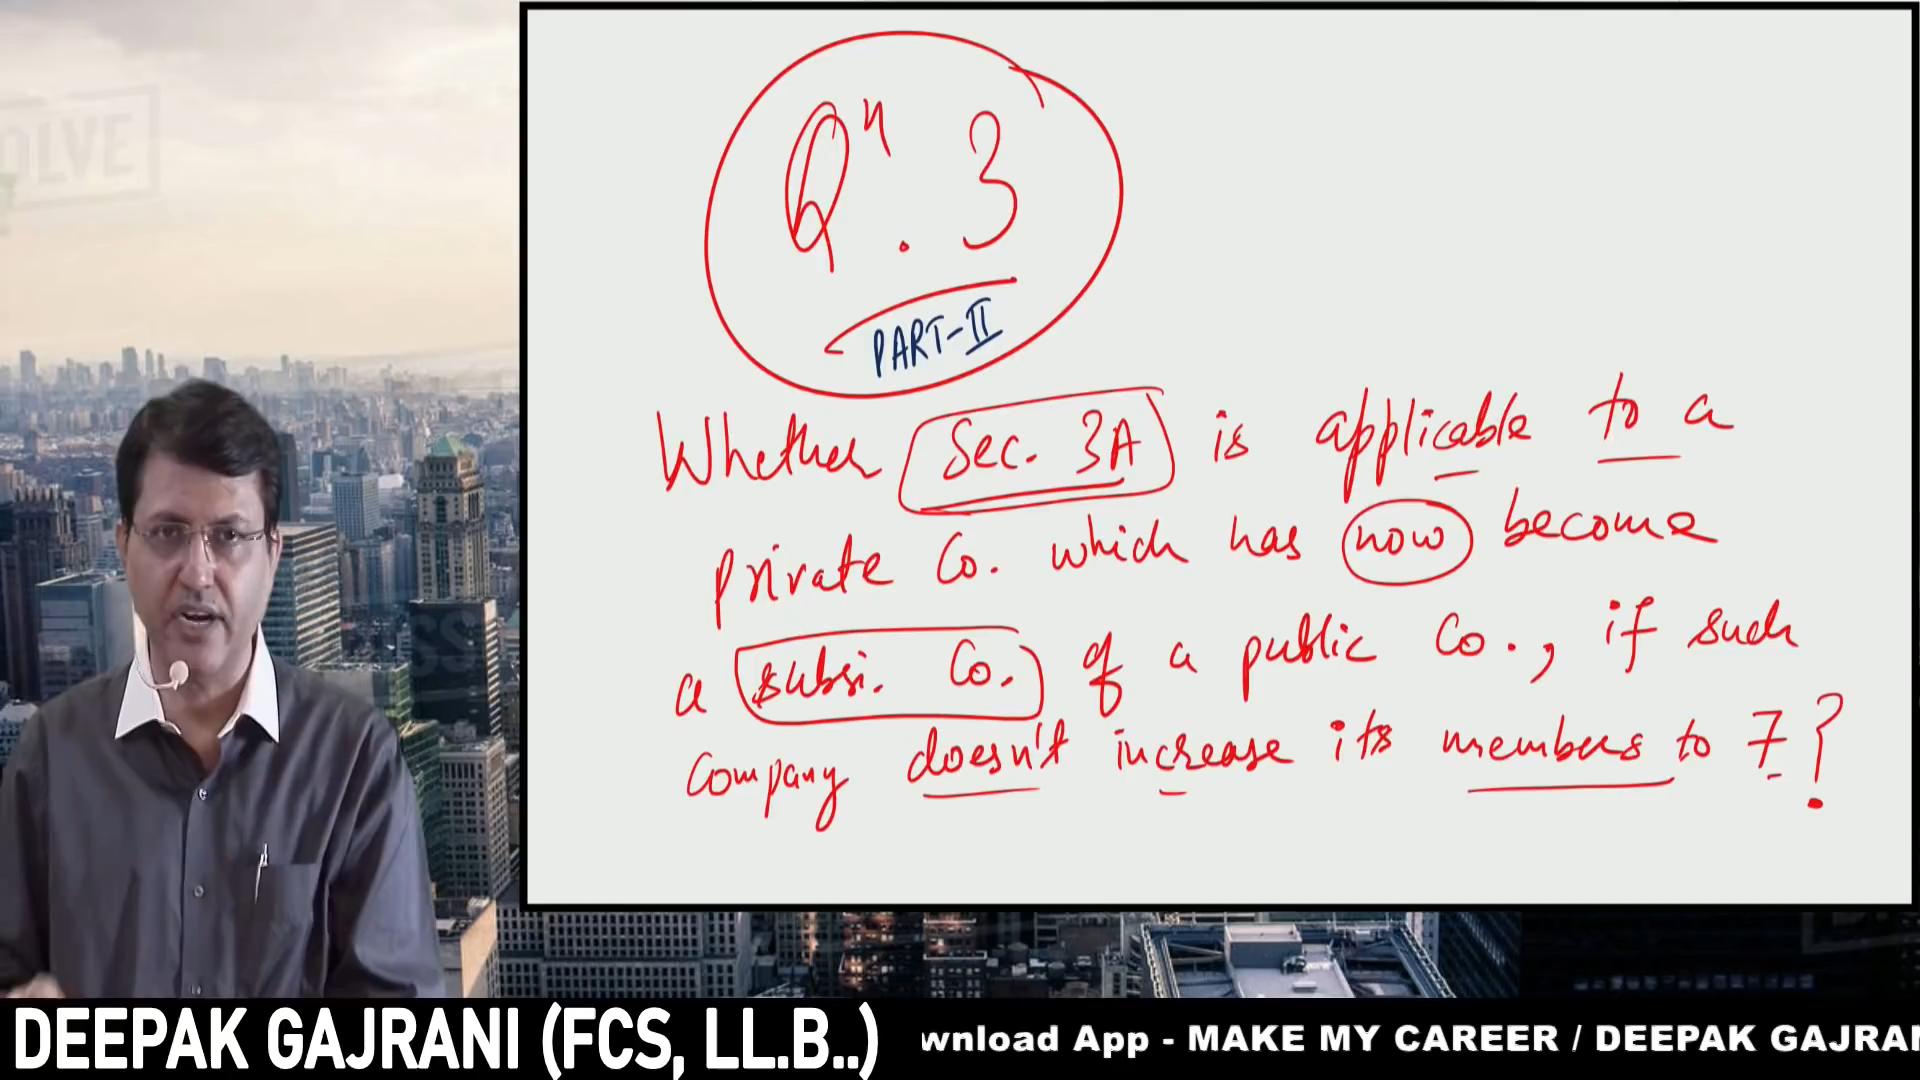 OLVE
Qⁿ. 3
PART-II
Whether Sec. 3A is applicable to a
private Co. which has now become
a subsi. Co. of a public Co., if such
company doesn't increase its members to 7?
DEEPAK GAJRANI (FCS, LL.B..)
wnload App - MAKE MY CAREER / DEEPAK GAJRAN